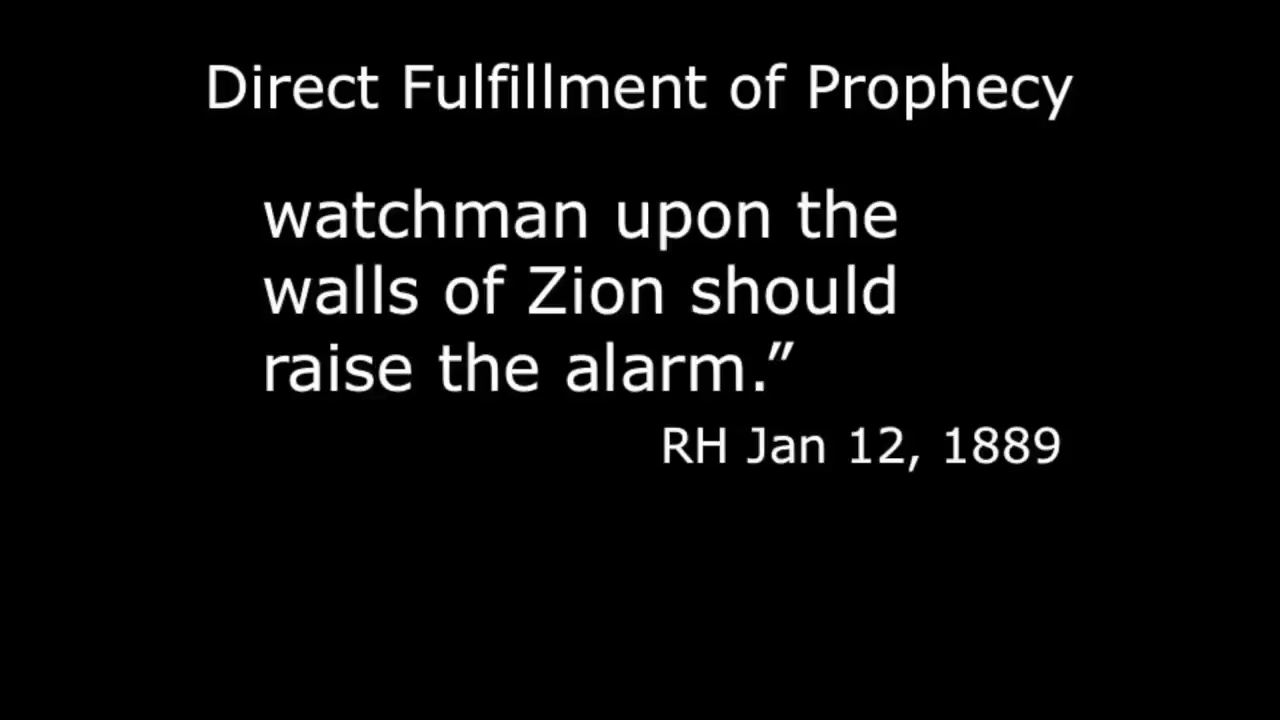 Direct Fulfillment of Prophecy
watchman upon the
walls of Zion should
raise the alarm.”
RH Jan 12, 1889